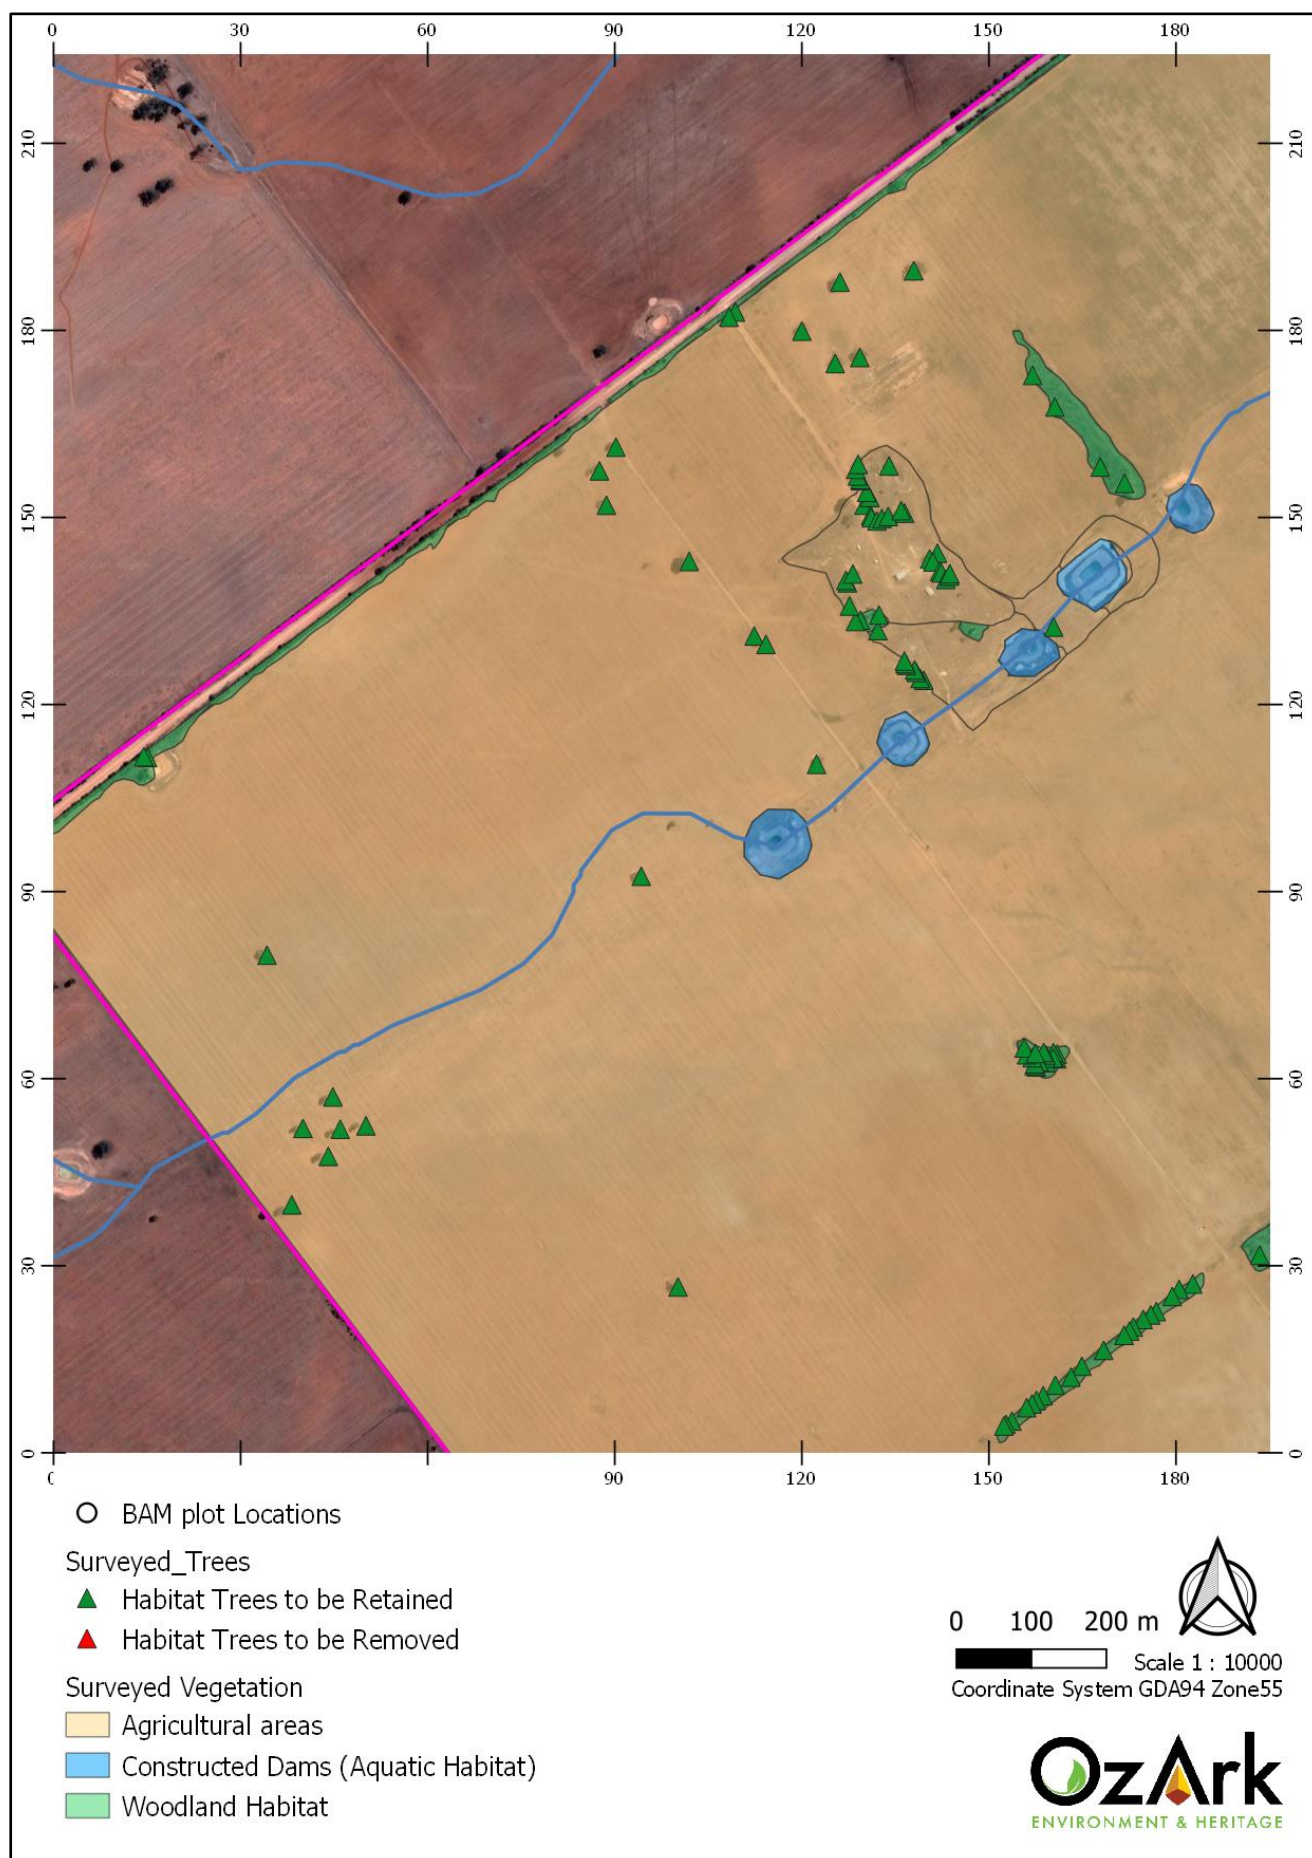 0 30 60 90 120 150 180
210 210
180 180
150 150
120 120
90 90
60 60
30 30
0 0
0 90 120 150 180
BAM plot Locations
Surveyed_Trees
Habitat Trees to be Retained
Habitat Trees to be Removed
Surveyed Vegetation
Agricultural areas
Constructed Dams (Aquatic Habitat)
Woodland Habitat
0 100 200 m
Scale 1 : 10000
Coordinate System GDA94 Zone55
OzArk
ENVIRONMENT & HERITAGE